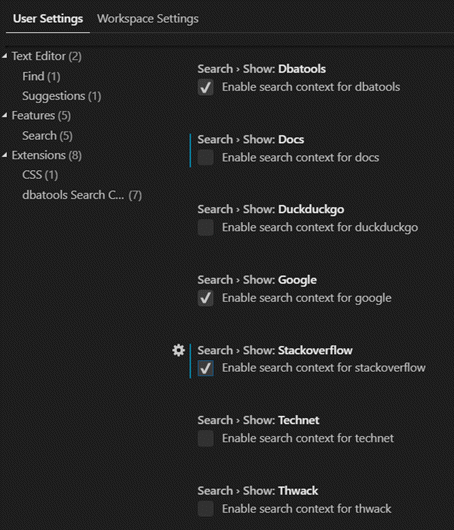 User Settings Workspace Settings
Text Editor (2)
Find (1)
Suggestions (1)
Features (5)
Search (5)
Extensions (8)
CSS (1)
dbatools Search C... (7)
Search › Show: Dbatools
Enable search context for dbatools
Search › Show: Docs
Enable search context for docs
Search › Show: Duckduckgo
Enable search context for duckduckgo
Search › Show: Google
Enable search context for google
Search › Show: Stackoverflow
Enable search context for stackoverflow
Search › Show: Technet
Enable search context for technet
Search › Show: Thwack
Enable search context for thwack